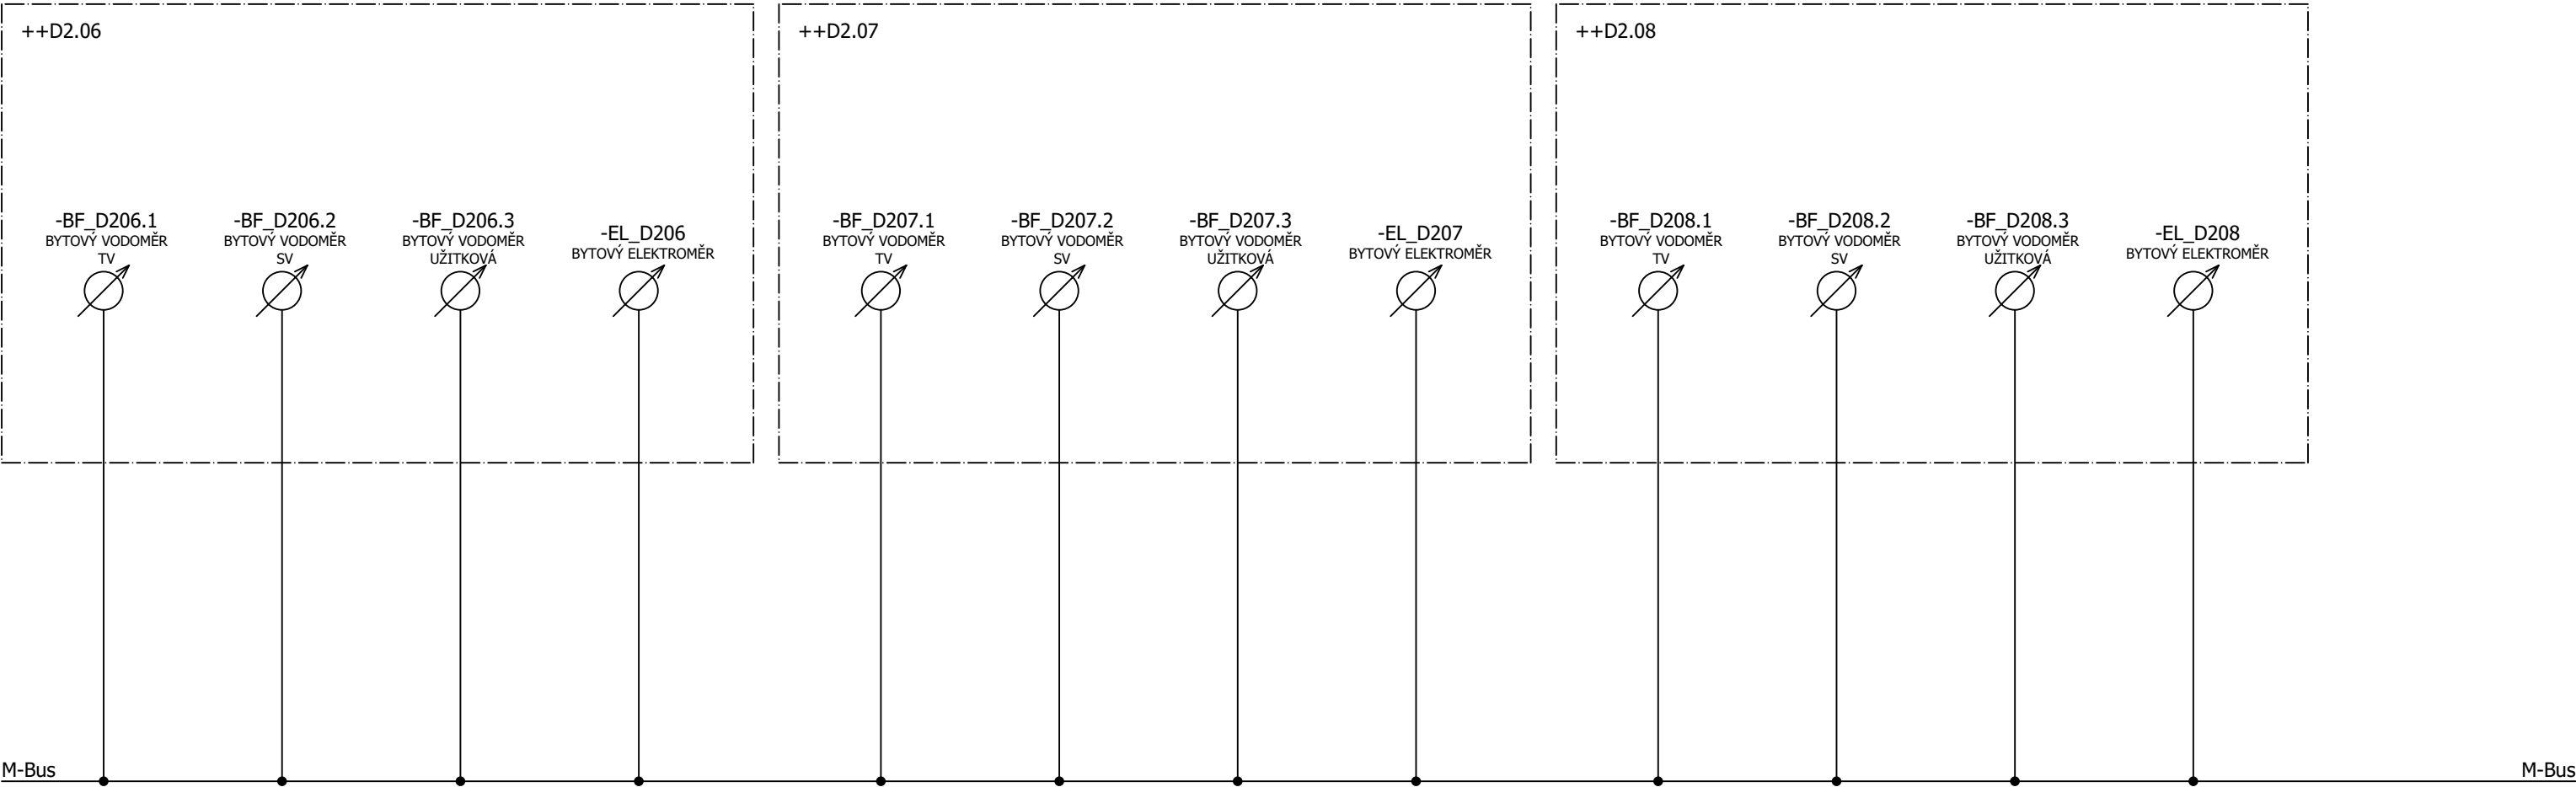 ++D2.06
++D2.07
++D2.08
-BF_D206.1
BYTOVÝ VODOMĚR
TV
-BF_D206.2
BYTOVÝ VODOMĚR
SV
-BF_D206.3
BYTOVÝ VODOMĚR
UŽITKOVÁ
-EL_D206
BYTOVÝ ELEKTROMĚR
-BF_D207.1
BYTOVÝ VODOMĚR
TV
-BF_D207.2
BYTOVÝ VODOMĚR
SV
-BF_D207.3
BYTOVÝ VODOMĚR
UŽITKOVÁ
-EL_D207
BYTOVÝ ELEKTROMĚR
-BF_D208.1
BYTOVÝ VODOMĚR
TV
-BF_D208.2
BYTOVÝ VODOMĚR
SV
-BF_D208.3
BYTOVÝ VODOMĚR
UŽITKOVÁ
-EL_D208
BYTOVÝ ELEKTROMĚR
M-Bus
M-Bus